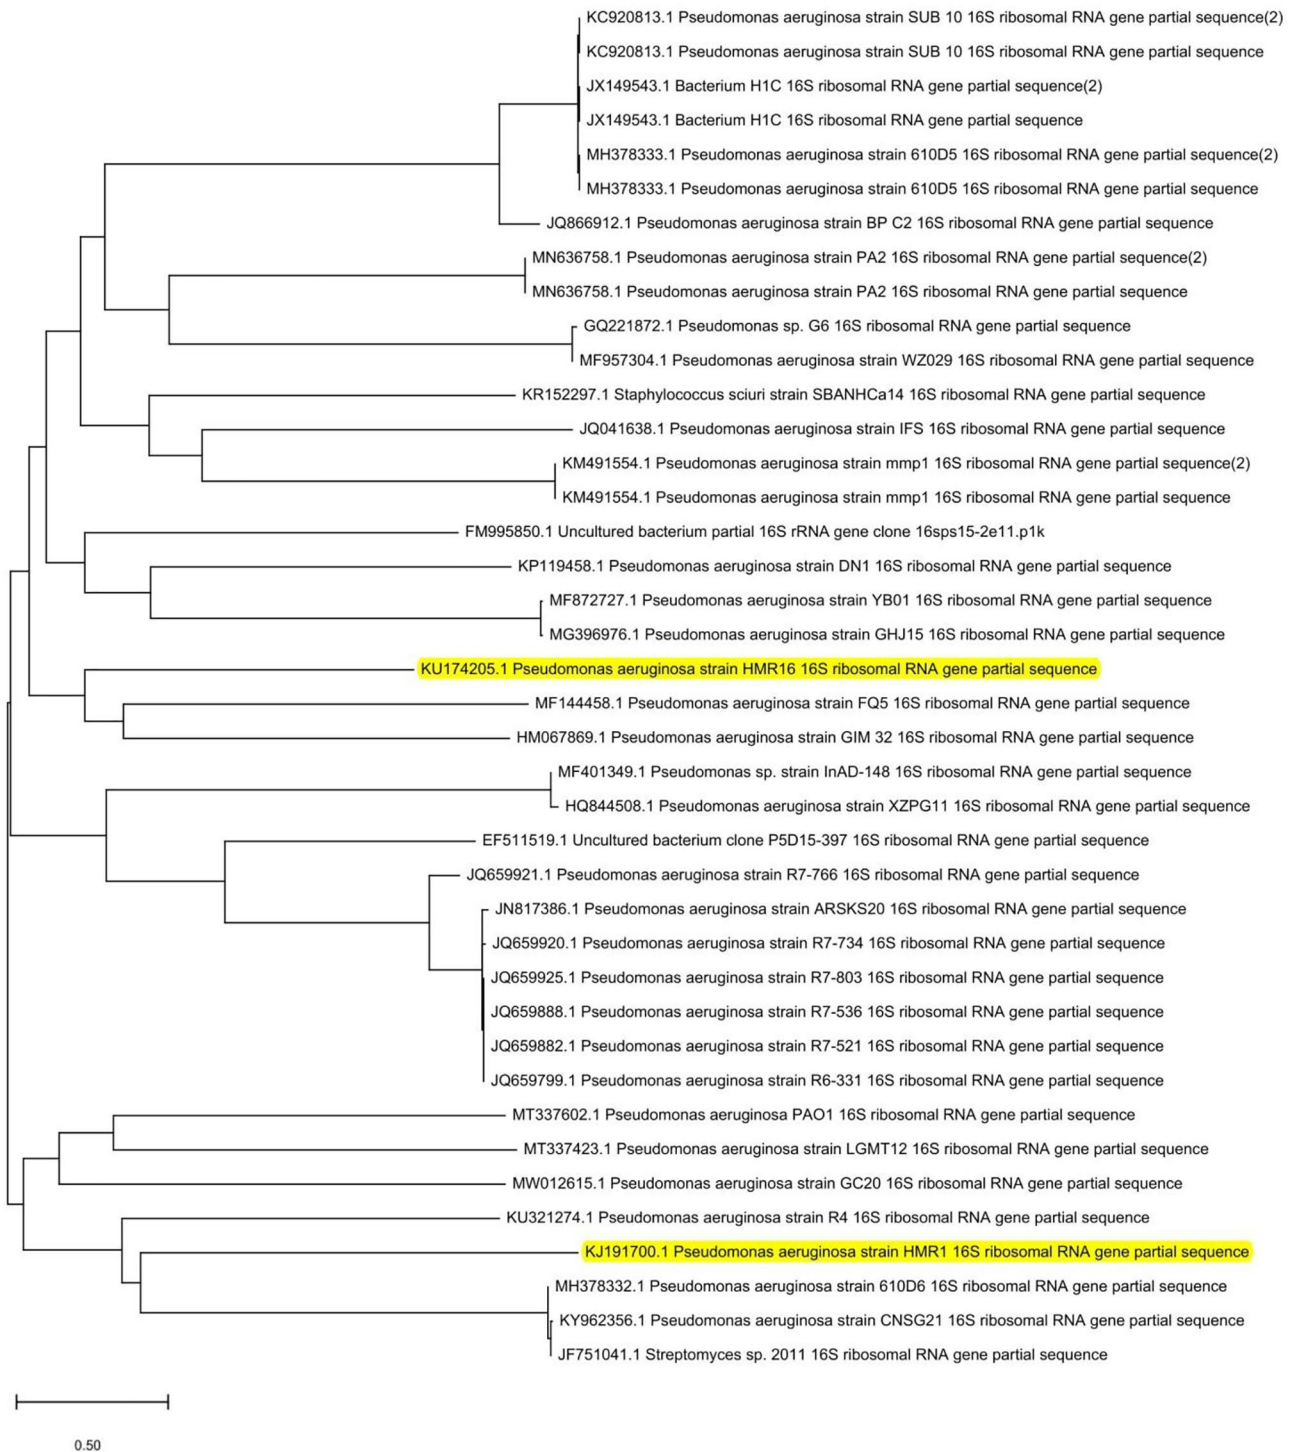 KC920813.1 Pseudomonas aeruginosa strain SUB 10 16S ribosomal RNA gene partial sequence(2)
KC920813.1 Pseudomonas aeruginosa strain SUB 10 16S ribosomal RNA gene partial sequence
JX149543.1 Bacterium H1C 16S ribosomal RNA gene partial sequence(2)
JX149543.1 Bacterium H1C 16S ribosomal RNA gene partial sequence
MH378333.1 Pseudomonas aeruginosa strain 610D5 16S ribosomal RNA gene partial sequence(2)
MH378333.1 Pseudomonas aeruginosa strain 610D5 16S ribosomal RNA gene partial sequence
JQ866912.1 Pseudomonas aeruginosa strain BP C2 16S ribosomal RNA gene partial sequence
MN636758.1 Pseudomonas aeruginosa strain PA2 16S ribosomal RNA gene partial sequence(2)
MN636758.1 Pseudomonas aeruginosa strain PA2 16S ribosomal RNA gene partial sequence
GQ221872.1 Pseudomonas sp. G6 16S ribosomal RNA gene partial sequence
MF957304.1 Pseudomonas aeruginosa strain WZ029 16S ribosomal RNA gene partial sequence
KR152297.1 Staphylococcus sciuri strain SBANHCa14 16S ribosomal RNA gene partial sequence
JQ041638.1 Pseudomonas aeruginosa strain IFS 16S ribosomal RNA gene partial sequence
KM491554.1 Pseudomonas aeruginosa strain mmp1 16S ribosomal RNA gene partial sequence(2)
KM491554.1 Pseudomonas aeruginosa strain mmp1 16S ribosomal RNA gene partial sequence
FM995850.1 Uncultured bacterium partial 16S rRNA gene clone 16sps15-2e11.p1k
KP119458.1 Pseudomonas aeruginosa strain DN1 16S ribosomal RNA gene partial sequence
MF872727.1 Pseudomonas aeruginosa strain YB01 16S ribosomal RNA gene partial sequence
MG396976.1 Pseudomonas aeruginosa strain GHJ15 16S ribosomal RNA gene partial sequence
KU174205.1 Pseudomonas aeruginosa strain HMR16 16S ribosomal RNA gene partial sequence
MF144458.1 Pseudomonas aeruginosa strain FQ5 16S ribosomal RNA gene partial sequence
HM067869.1 Pseudomonas aeruginosa strain GIM 32 16S ribosomal RNA gene partial sequence
MF401349.1 Pseudomonas sp. strain InAD-148 16S ribosomal RNA gene partial sequence
HQ844508.1 Pseudomonas aeruginosa strain XZPG11 16S ribosomal RNA gene partial sequence
EF511519.1 Uncultured bacterium clone P5D15-397 16S ribosomal RNA gene partial sequence
JQ659921.1 Pseudomonas aeruginosa strain R7-766 16S ribosomal RNA gene partial sequence
JN817386.1 Pseudomonas aeruginosa strain ARSKS20 16S ribosomal RNA gene partial sequence
JQ659920.1 Pseudomonas aeruginosa strain R7-734 16S ribosomal RNA gene partial sequence
JQ659925.1 Pseudomonas aeruginosa strain R7-803 16S ribosomal RNA gene partial sequence
JQ659888.1 Pseudomonas aeruginosa strain R7-536 16S ribosomal RNA gene partial sequence
JQ659882.1 Pseudomonas aeruginosa strain R7-521 16S ribosomal RNA gene partial sequence
JQ659799.1 Pseudomonas aeruginosa strain R6-331 16S ribosomal RNA gene partial sequence
MT337602.1 Pseudomonas aeruginosa PAO1 16S ribosomal RNA gene partial sequence
MT337423.1 Pseudomonas aeruginosa strain LGMT12 16S ribosomal RNA gene partial sequence
MW012615.1 Pseudomonas aeruginosa strain GC20 16S ribosomal RNA gene partial sequence
KU321274.1 Pseudomonas aeruginosa strain R4 16S ribosomal RNA gene partial sequence
KJ191700.1 Pseudomonas aeruginosa strain HMR1 16S ribosomal RNA gene partial sequence
MH378332.1 Pseudomonas aeruginosa strain 610D6 16S ribosomal RNA gene partial sequence
KY962356.1 Pseudomonas aeruginosa strain CNSG21 16S ribosomal RNA gene partial sequence
JF751041.1 Streptomyces sp. 2011 16S ribosomal RNA gene partial sequence
0.50